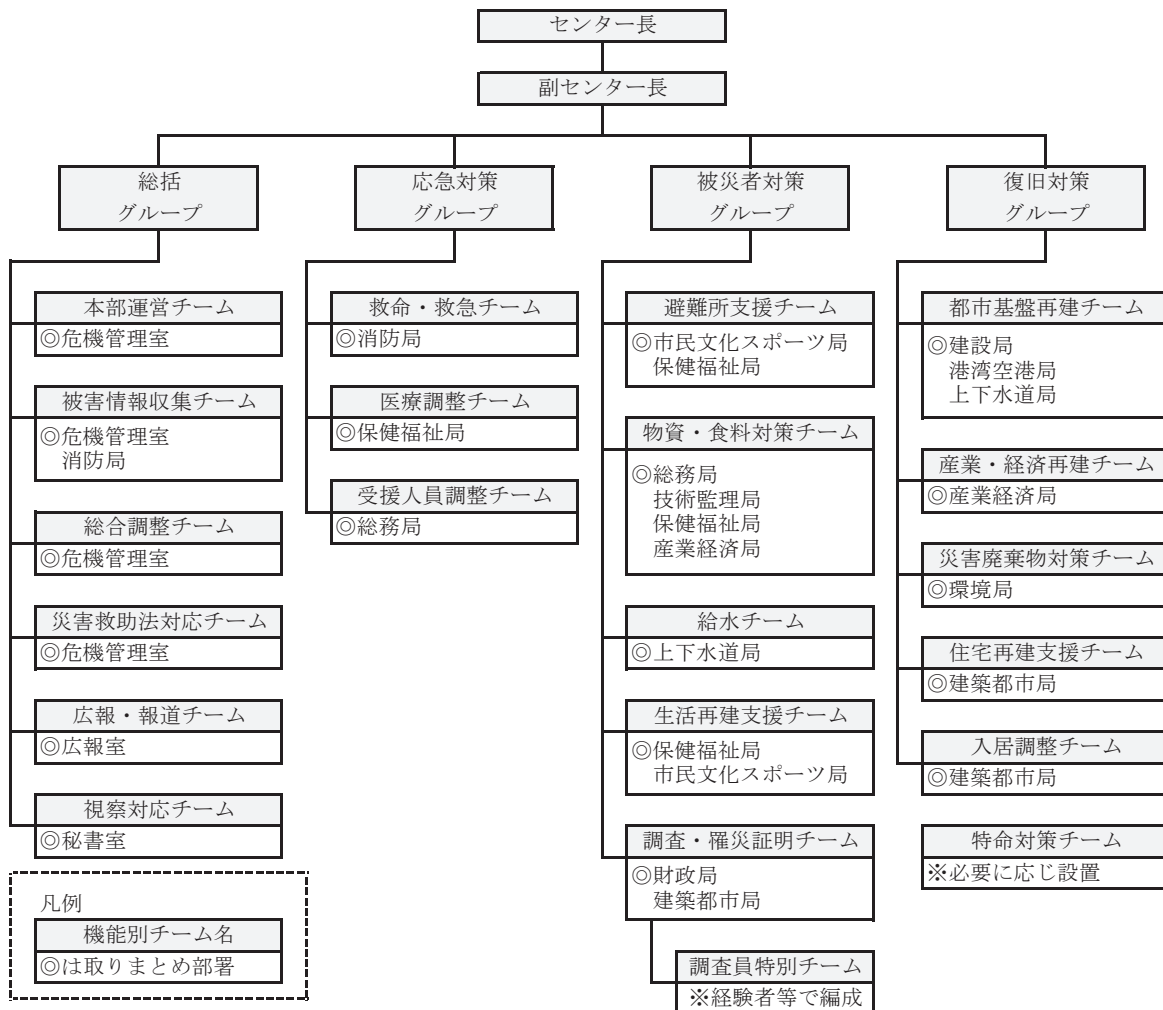 センター長
副センター長
総括
グループ
本部運営チーム
◎危機管理室
被害情報収集チーム
◎危機管理室
消防局
総合調整チーム
◎危機管理室
災害救助法対応チーム
◎危機管理室
広報・報道チーム
◎広報室
視察対応チーム
◎秘書室
凡例
機能別チーム名
◎は取りまとめ部署
応急対策
グループ
救命・救急チーム
◎消防局
医療調整チーム
◎保健福祉局
受援人員調整チーム
◎総務局
被災者対策
グループ
避難所支援チーム
◎市民文化スポーツ局
保健福祉局
物資・食料対策チーム
◎総務局
技術監理局
保健福祉局
産業経済局
給水チーム
◎上下水道局
生活再建支援チーム
◎保健福祉局
市民文化スポーツ局
調査・罹災証明チーム
◎財政局
建築都市局
調査員特別チーム
※経験者等で編成
復旧対策
グループ
都市基盤再建チーム
◎建設局
港湾空港局
上下水道局
産業・経済再建チーム
◎産業経済局
災害廃棄物対策チーム
◎環境局
住宅再建支援チーム
◎建築都市局
入居調整チーム
◎建築都市局
特命対策チーム
※必要に応じ設置